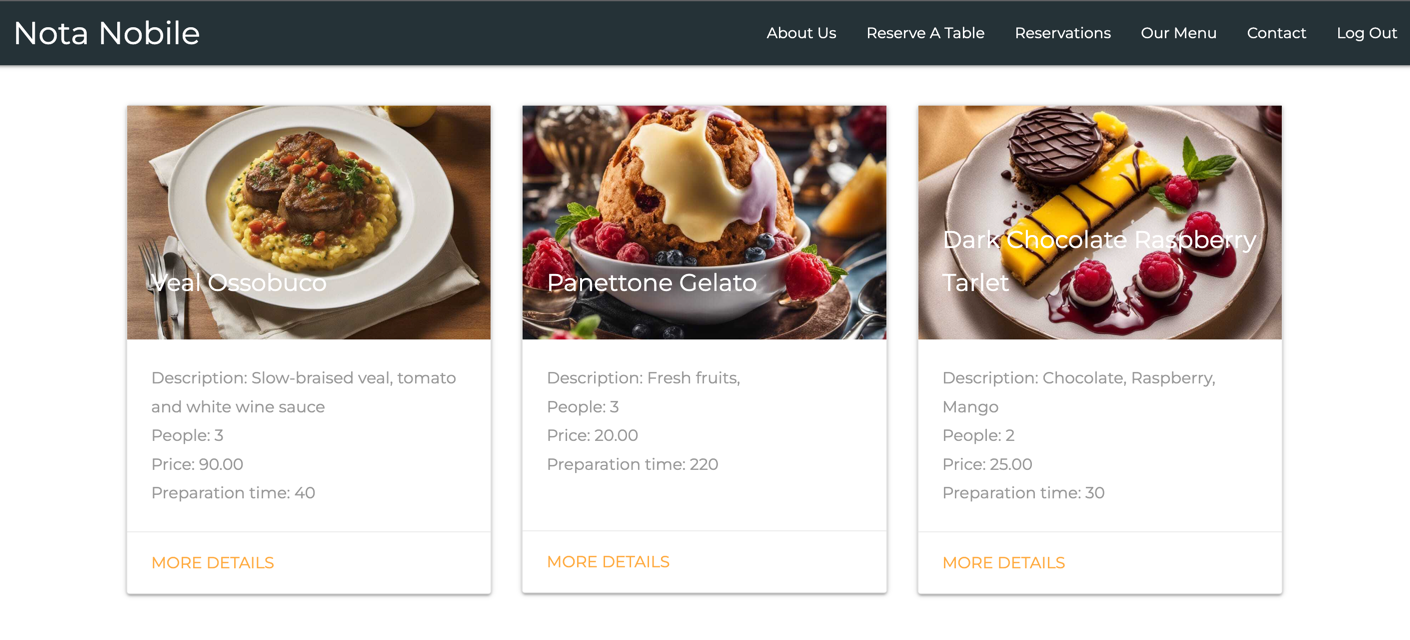 Nota Nobile
About Us Reserve A Table Reservations Our Menu Contact Log Out
Veal Ossobuco
Description: Slow-braised veal, tomato
and white wine sauce
People: 3
Price: 90.00
Preparation time: 40
MORE DETAILS
Panettone Gelato
Description: Fresh fruits,
People: 3
Price: 20.00
Preparation time: 220
MORE DETAILS
Dark Chocolate Raspberry
Tarlet
Description: Chocolate, Raspberry,
Mango
People: 2
Price: 25.00
Preparation time: 30
MORE DETAILS